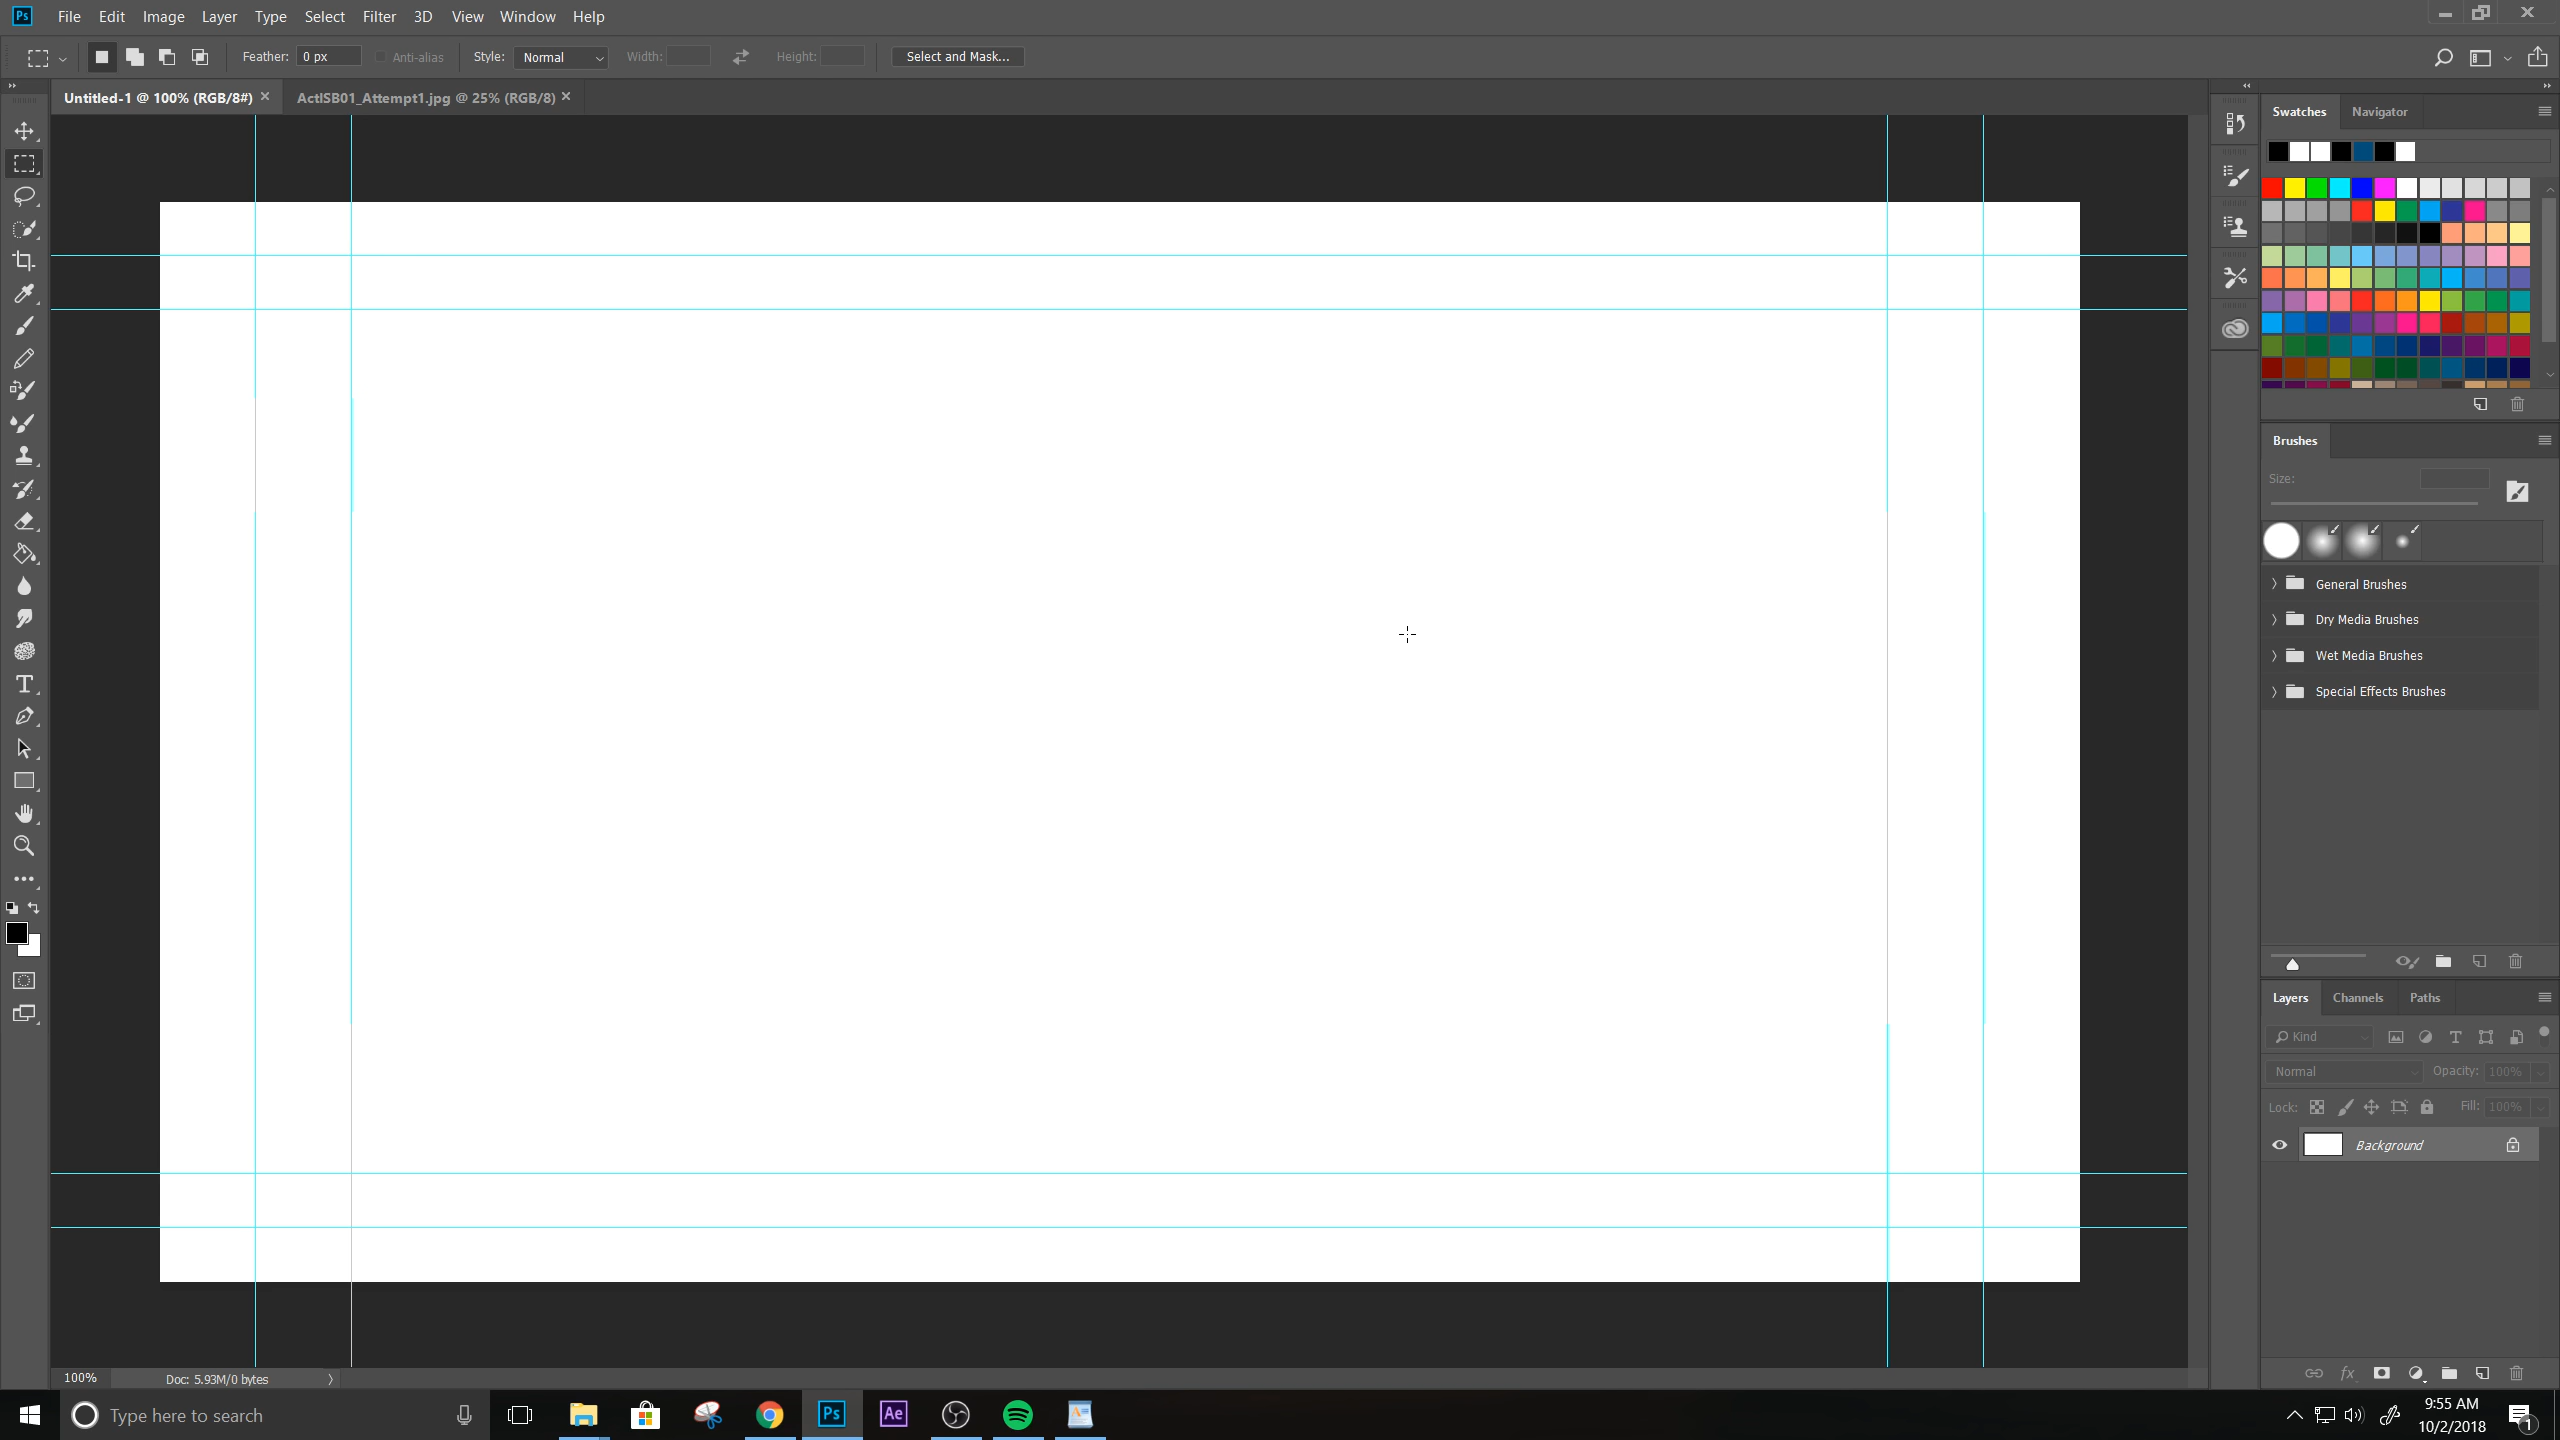 Ps File Edit Image Layer Type Select Filter 3D View Window Help
Feather: 0 px Anti-alias Style: Normal Width: Height: Select and Mask...
Untitled-1 @ 100% (RGB/8#) ActISB01_Attempt1.jpg @ 25% (RGB/8)
Swatches Navigator
Brushes
Size:
General Brushes
Dry Media Brushes
Wet Media Brushes
Special Effects Brushes
Layers Channels Paths
Kind
Normal Opacity: 100%
Lock: Fill: 100%
Background
100% Doc: 5.93M/0 bytes
Type here to search
Ps
Ae
9:55 AM
10/2/2018
1